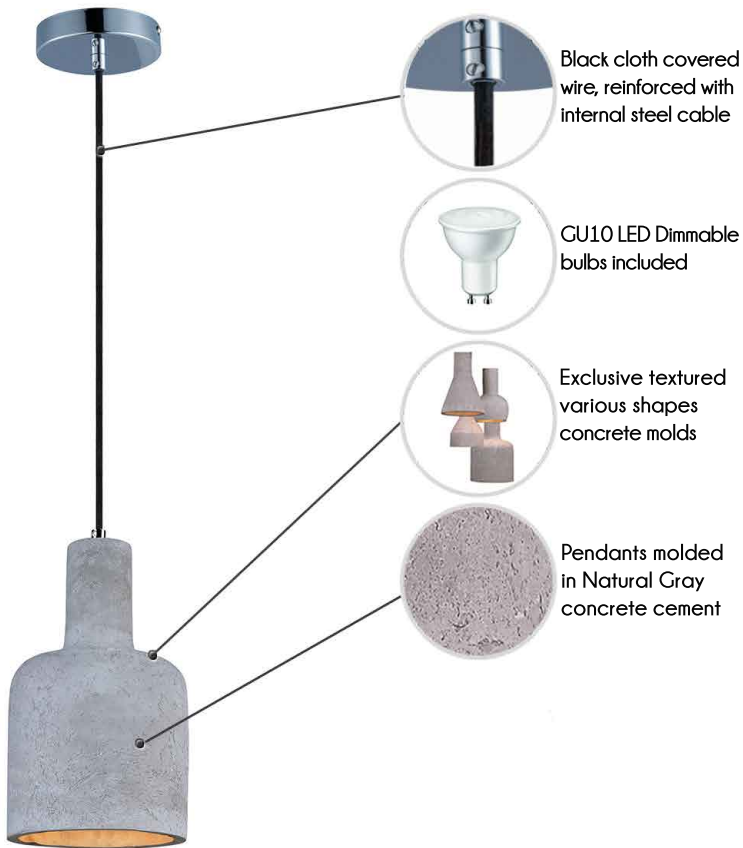 Black cloth covered
wire, reinforced with
internal steel cable
GU10 LED Dimmable
bulbs included
Exclusive textured
various shapes
concrete molds
Pendants molded
in Natural Gray
concrete cement